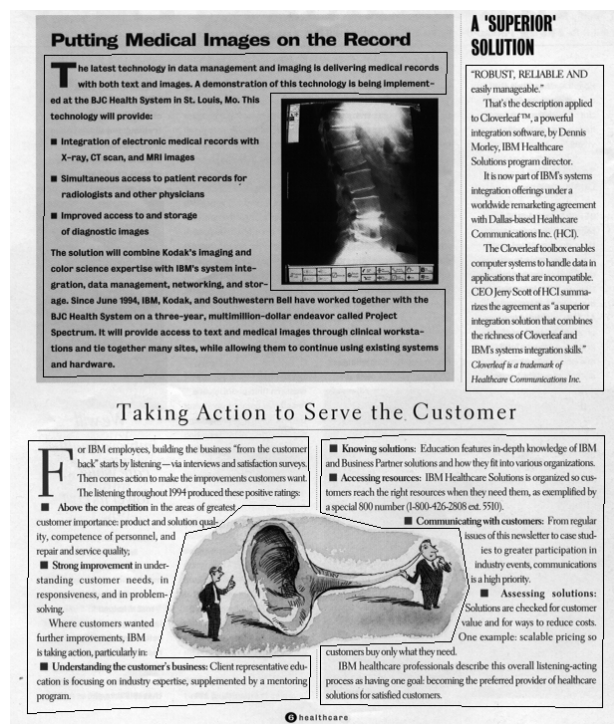 Putting Medical Images on the Record
The latest technology in data management and imaging is delivering medical records
with both text and images. A demonstration of this technology is being implement-
ed at the BJC Health System in St. Louis, Mo. This
technology will provide:
■ Integration of electronic medical records with
X-ray, CT scan, and MRI images
■ Simultaneous access to patient records for
radiologists and other physicians
■ Improved access to and storage
of diagnostic images
The solution will combine Kodak's imaging and
color science expertise with IBM's system inte-
gration, data management, networking, and stor-
age. Since June 1994, IBM, Kodak, and Southwestern Bell have worked together with the
BJC Health System on a three-year, multimillion-dollar endeavor called Project
Spectrum. It will provide access to text and medical images through clinical worksta-
tions and tie together many sites, while allowing them to continue using existing systems
and hardware.
A 'SUPERIOR'
SOLUTION
"ROBUST, RELIABLE AND
easily manageable."
That's the description applied
to Cloverleaf™, a powerful
integration software, by Dennis
Morley, IBM Healthcare
Solutions program director.
It is now part of IBM's systems
integration offerings under a
worldwide remarketing agreement
with Dallas-based Healthcare
Communications Inc. (HCI).
The Cloverleaf toolbox enables
computer systems to handle data in
applications that are incompatible.
CEO Jerry Scott of HCI summa-
rizes the agreement as "a superior
integration solution that combines
the richness of Cloverleaf and
IBM's systems integration skills."
Cloverleaf is a trademark of
Healthcare Communications Inc.
Taking Action to Serve the Customer
For IBM employees, building the business "from the customer
back" starts by listening—via interviews and satisfaction surveys.
Then comes action to make the improvements customers want.
The listening throughout 1994 produced these positive ratings:
■ Above the competition in the areas of greatest
customer importance: product and solution qual-
ity, competence of personnel, and
repair and service quality;
■ Strong improvement in under-
standing customer needs, in
responsiveness, and in problem-
solving.
Where customers wanted
further improvements, IBM
is taking action, particularly in:
■ Understanding the customer's business: Client representative edu-
cation is focusing on industry expertise, supplemented by a mentoring
program.
■ Knowing solutions: Education features in-depth knowledge of IBM
and Business Partner solutions and how they fit into various organizations.
■ Accessing resources: IBM Healthcare Solutions is organized so cus-
tomers reach the right resources when they need them, as exemplified by
a special 800 number (1-800-426-2808 ext. 5510).
■ Communicating with customers: From regular
issues of this newsletter to case stud-
ies to greater participation in
industry events, communications
is a high priority.
■ Assessing solutions:
Solutions are checked for customer
value and for ways to reduce costs.
One example: scalable pricing so
customers buy only what they need.
IBM healthcare professionals describe this overall listening-acting
process as having one goal: becoming the preferred provider of healthcare
solutions for satisfied customers.
6 healthcare